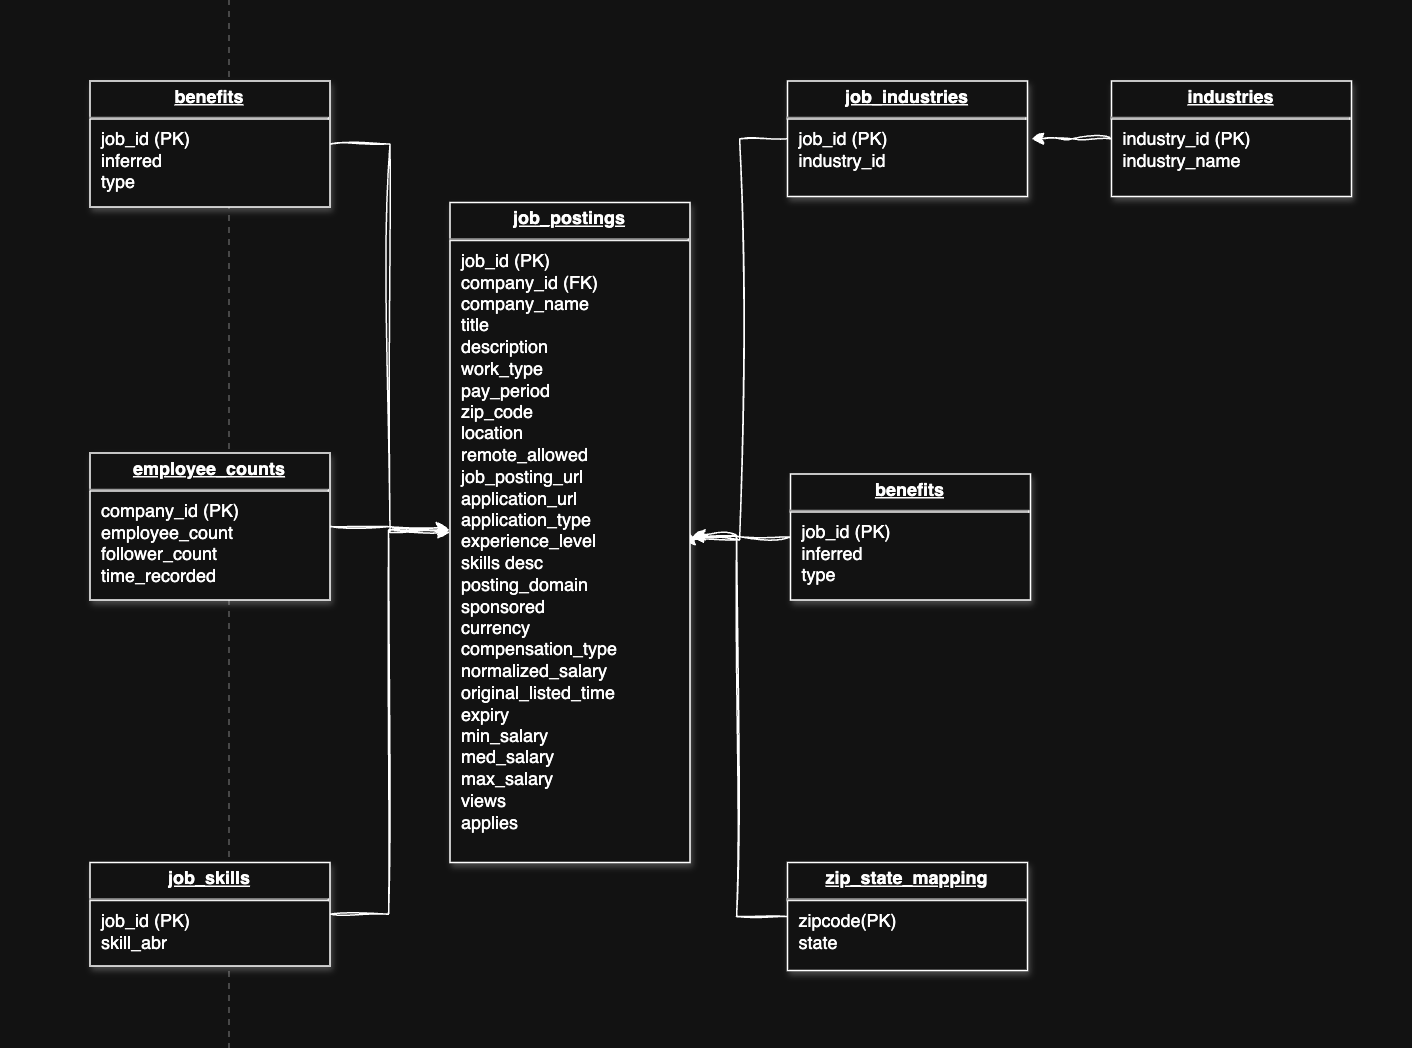 benefits
job_id (PK)
inferred
type
employee_counts
company_id (PK)
employee_count
follower_count
time_recorded
job_skills
job_id (PK)
skill_abr
job_postings
job_id (PK)
company_id (FK)
company_name
title
description
work_type
pay_period
zip_code
location
remote_allowed
job_posting_url
application_url
application_type
experience_level
skills desc
posting_domain
sponsored
currency
compensation_type
normalized_salary
original_listed_time
expiry
min_salary
med_salary
max_salary
views
applies
job_industries
job_id (PK)
industry_id
industries
industry_id (PK)
industry_name
benefits
job_id (PK)
inferred
type
zip_state_mapping
zipcode(PK)
state